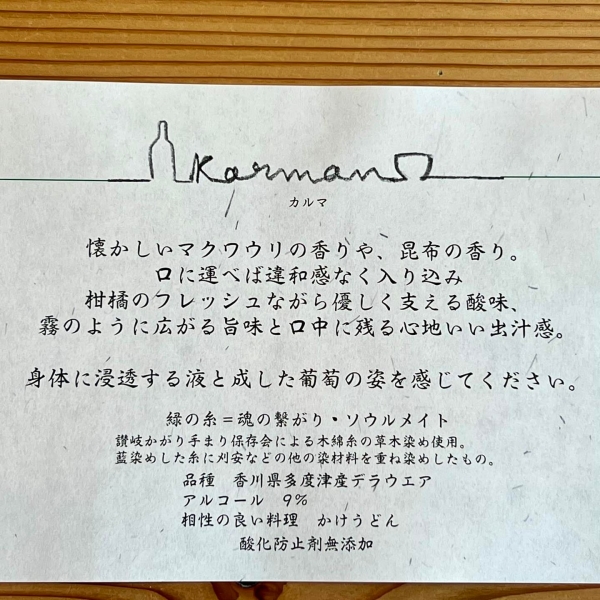 Karman
カルマ
懐かしいマクワウリの香りや、昆布の香り。
口に運べば違和感なく入り込み
柑橘のフレッシュながら優しく支える酸味、
霧のように広がる旨味と口中に残る心地いい出汁感。
身体に浸透する液と成した葡萄の姿を感じてください。
緑の糸=魂の繋がり・ソウルメイト
讃岐かがり手まり保存会による木綿糸の草木染め使用。
藍染めした糸に刈安などの他の染材料を重ね染めしたもの。
品種 香川県多度津産デラウエア
アルコール 9%
相性の良い料理 かけうどん
酸化防止剤無添加